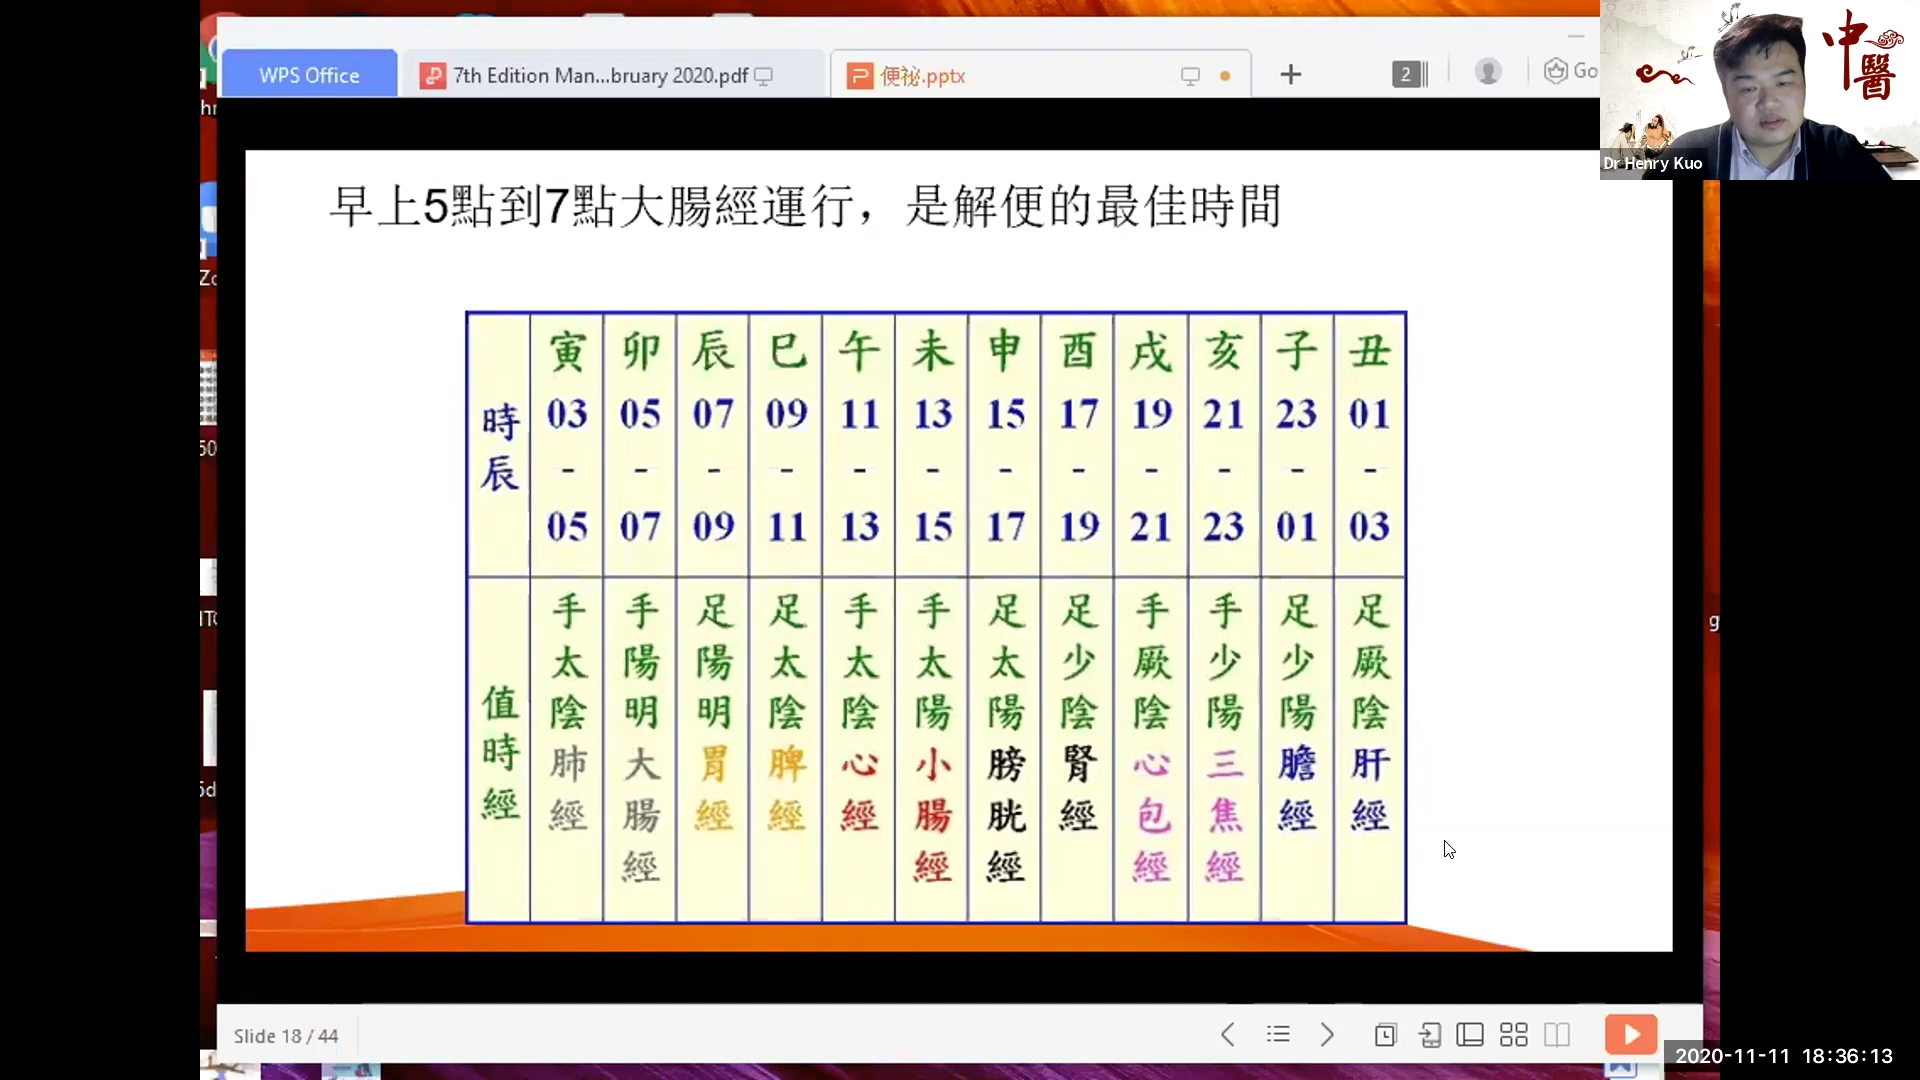 WPS Office
7th Edition Man...bruary 2020.pdf
便祕.pptx
2
Go
中醫
Dr Henry Kuo
早上5點到7點大腸經運行，是解便的最佳時間
時辰 寅 卯 辰 巳 午 未 申 酉 戌 亥 子 丑
03 05 07 09 11 13 15 17 19 21 23 01
- - - - - - - - - - - -
05 07 09 11 13 15 17 19 21 23 01 03
值時經
手太陰肺經
手陽明大腸經
足陽明胃經
足太陰脾經
手太陰心經
手太陽小腸經
足太陽膀胱經
足少陰腎經
手厥陰心包經
手少陽三焦經
足少陽膽經
足厥陰肝經
Slide 18 / 44
2020-11-11 18:36:13